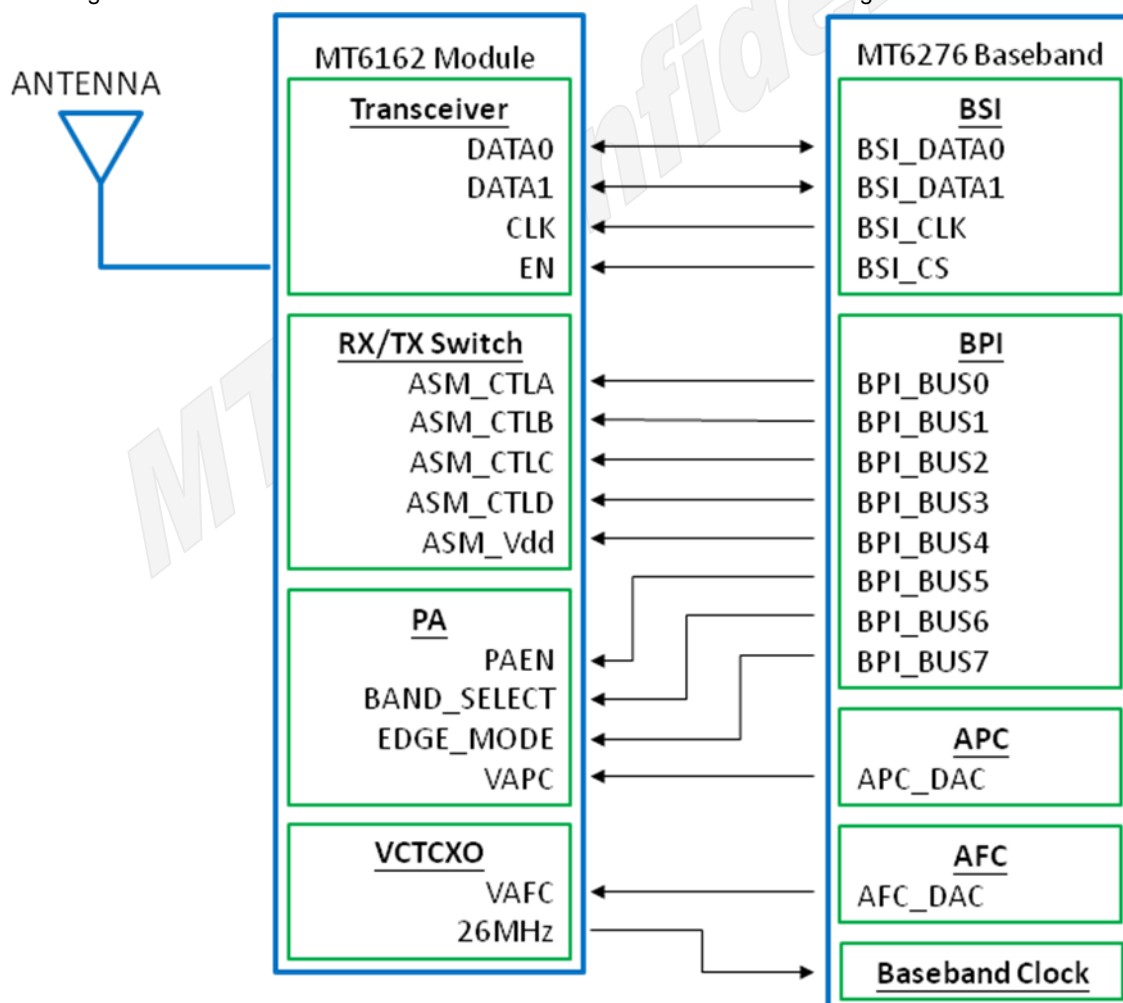 MT6162 Module
MT6276 Baseband
ANTENNA
Transceiver
DATA0
DATA1
CLK
EN
BSI
BSI_DATA0
BSI_DATA1
BSI_CLK
BSI_CS
RX/TX Switch
ASM_CTLA
ASM_CTLB
ASM_CTLC
ASM_CTLD
ASM_Vdd
BPI
BPI_BUS0
BPI_BUS1
BPI_BUS2
BPI_BUS3
BPI_BUS4
BPI_BUS5
BPI_BUS6
BPI_BUS7
PA
PAEN
BAND_SELECT
EDGE_MODE
VAPC
APC
APC_DAC
VCTCXO
VAFC
26MHz
AFC
AFC_DAC
Baseband Clock